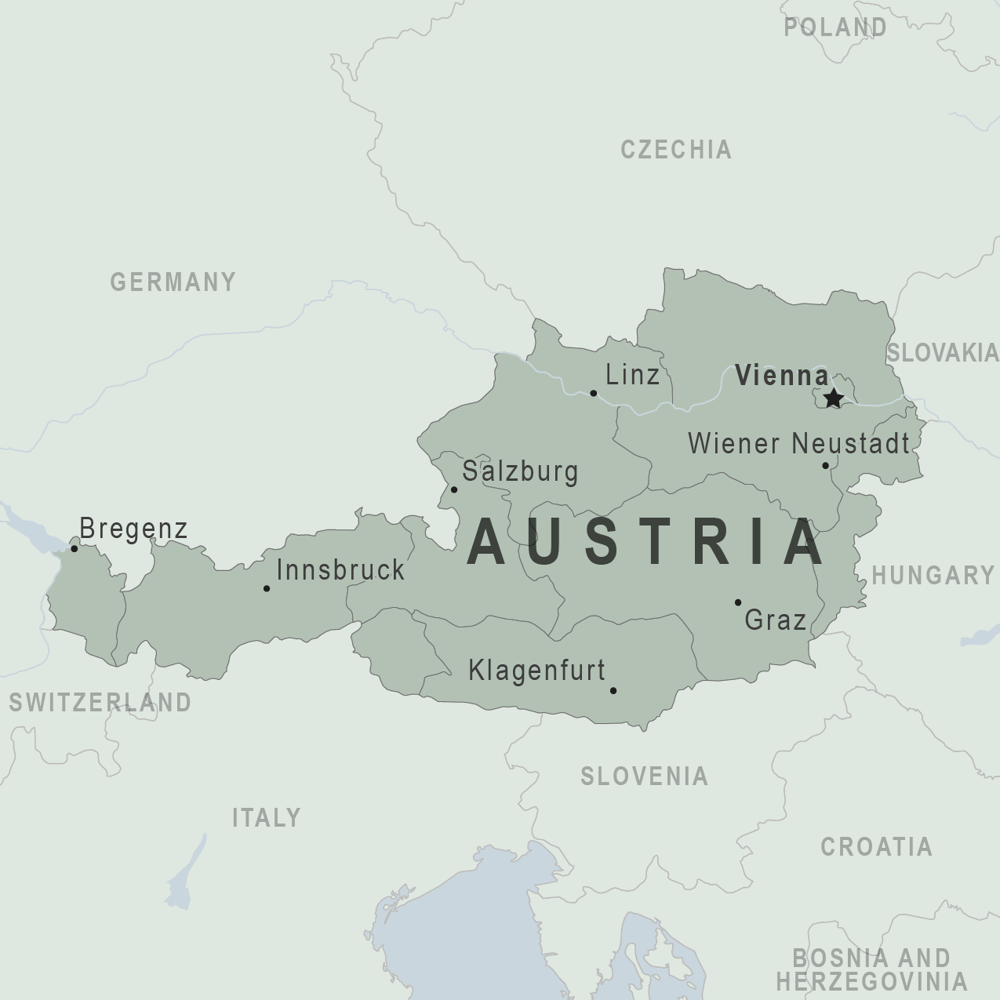 POLAND
CZECHIA
GERMANY
SLOVAKIA
Linz
Vienna
Wiener Neustadt
Salzburg
Bregenz
AUSTRIA
Innsbruck
HUNGARY
Graz
Klagenfurt
SWITZERLAND
SLOVENIA
ITALY
CROATIA
BOSNIA AND
HERZEGOVINIA